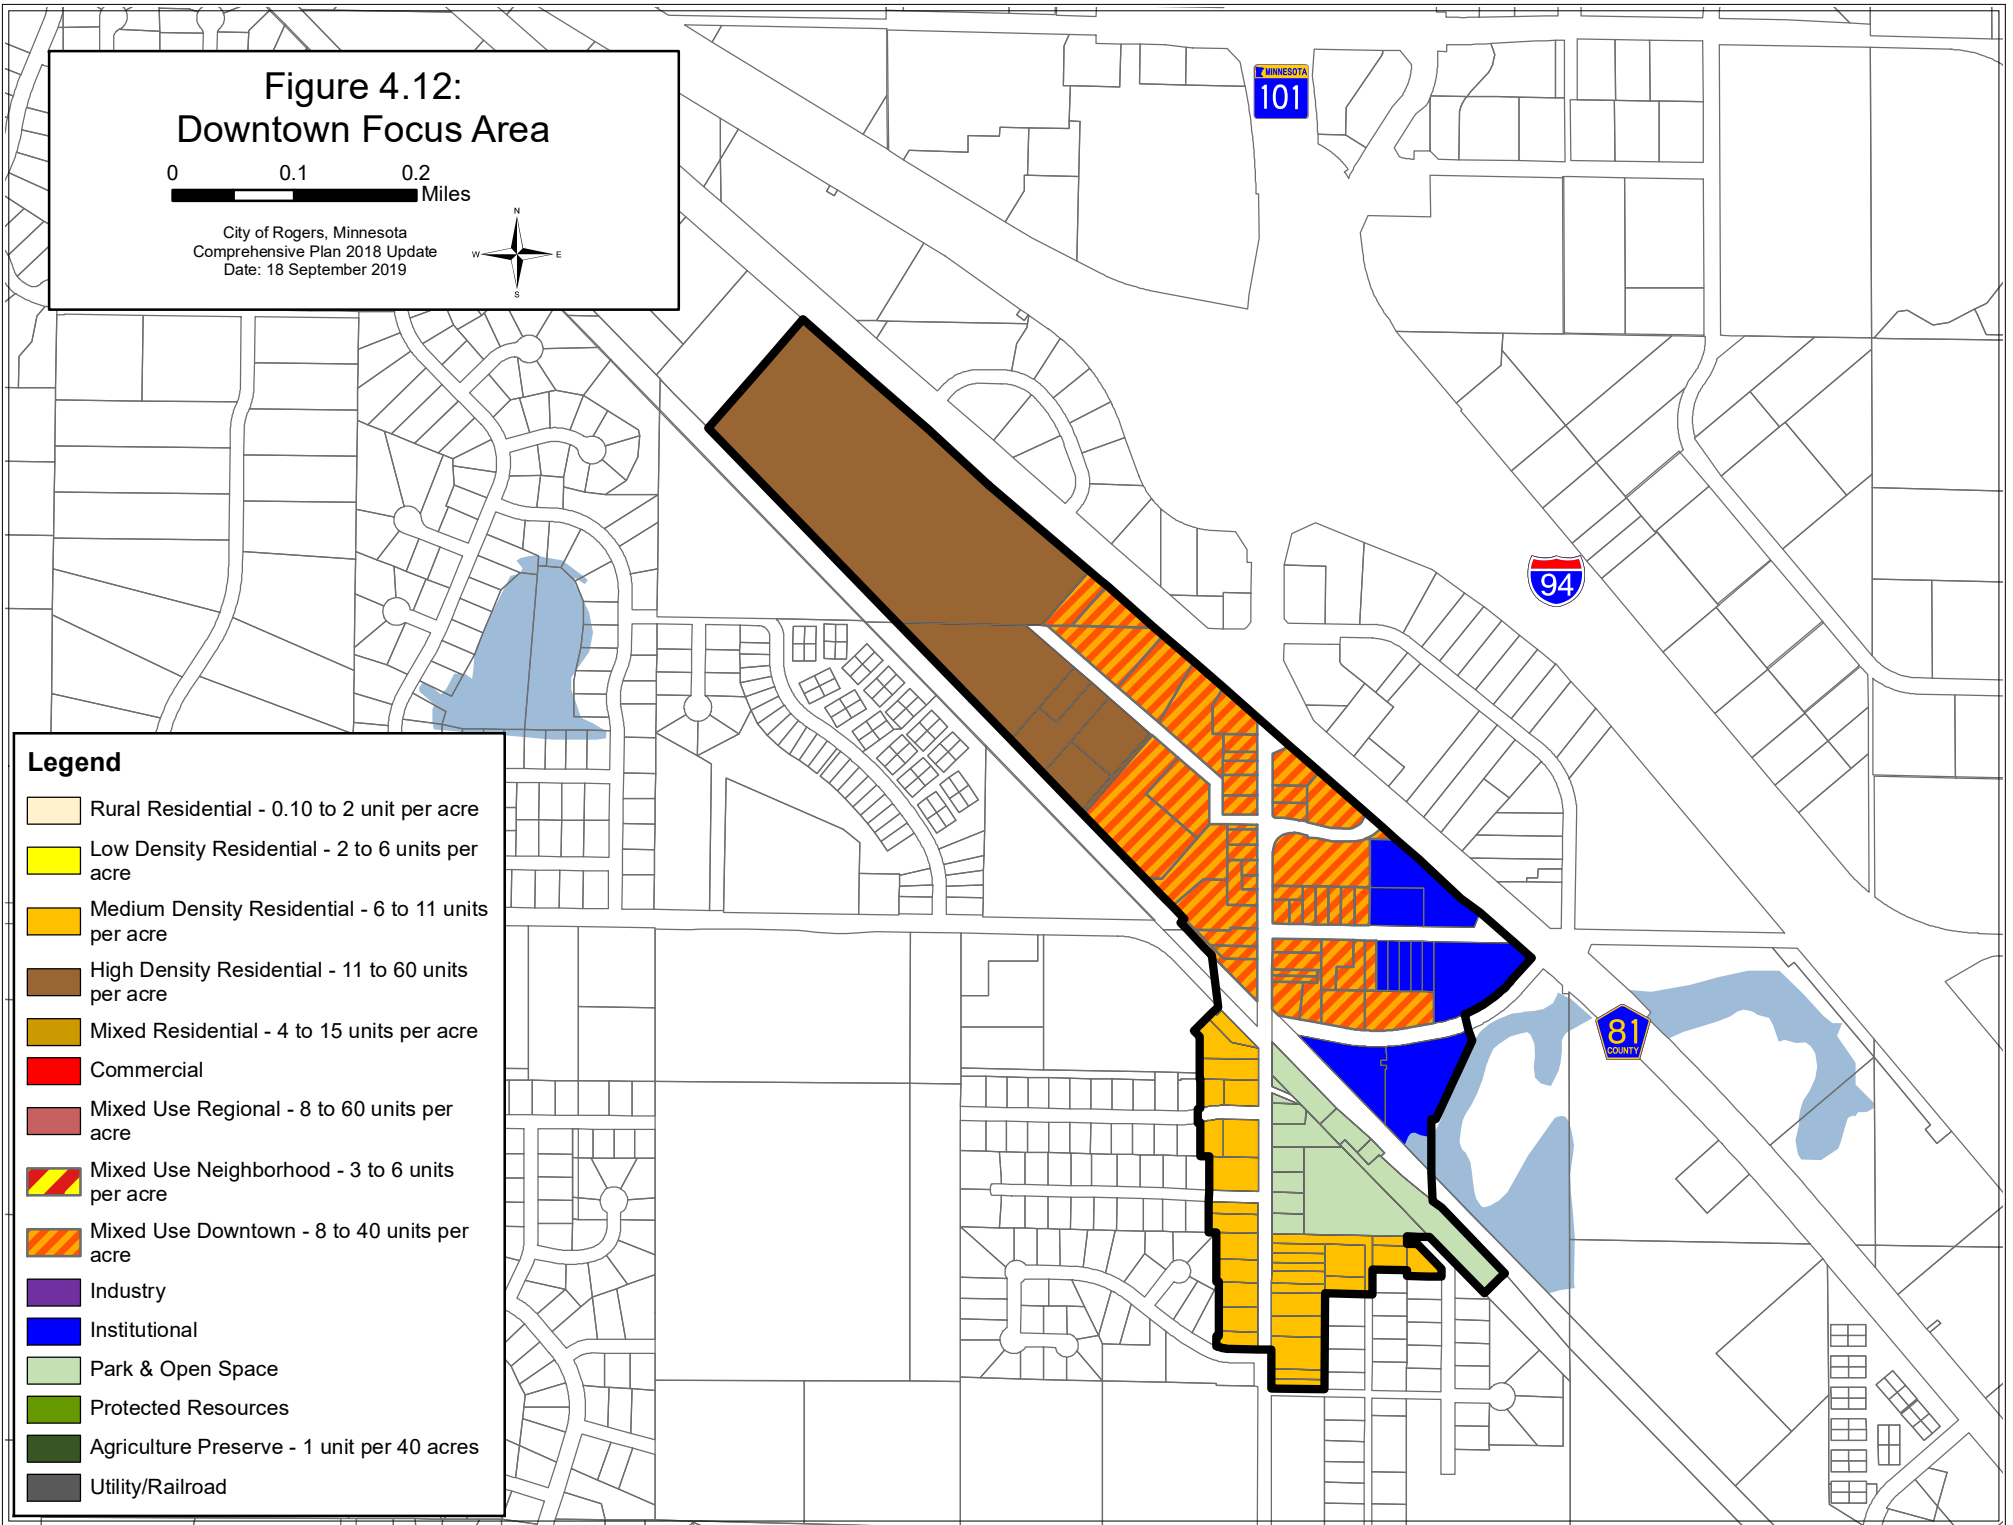 Figure 4.12:
Downtown Focus Area
0 0.1 0.2
Miles
City of Rogers, Minnesota
Comprehensive Plan 2018 Update
Date: 18 September 2019
N
W E
S
MINNESOTA
101
94
81
COUNTY
Legend
Rural Residential - 0.10 to 2 unit per acre
Low Density Residential - 2 to 6 units per
acre
Medium Density Residential - 6 to 11 units
per acre
High Density Residential - 11 to 60 units
per acre
Mixed Residential - 4 to 15 units per acre
Commercial
Mixed Use Regional - 8 to 60 units per
acre
Mixed Use Neighborhood - 3 to 6 units
per acre
Mixed Use Downtown - 8 to 40 units per
acre
Industry
Institutional
Park & Open Space
Protected Resources
Agriculture Preserve - 1 unit per 40 acres
Utility/Railroad